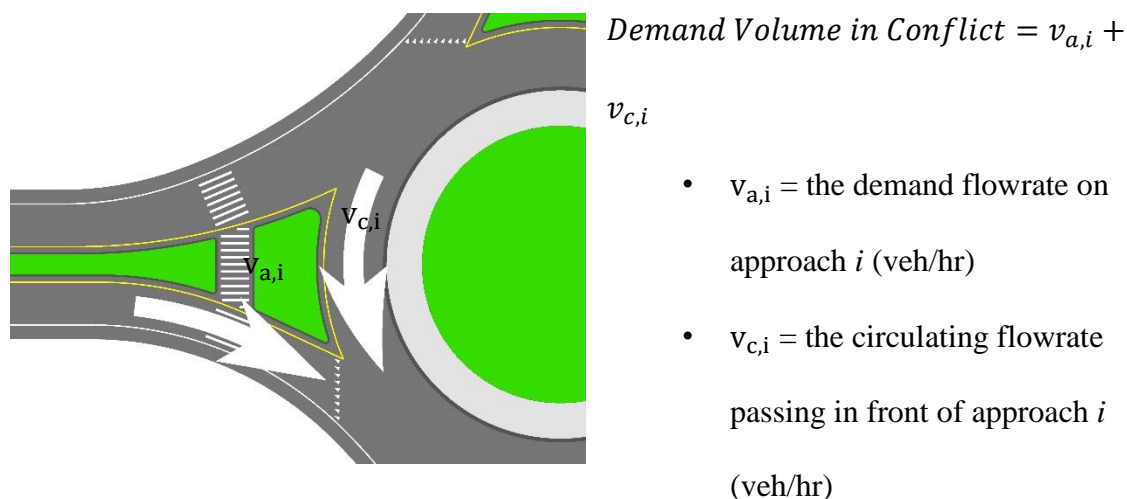 Demand Volume in Conflict = v_{a,i} +
v_{c,i}
v_{c,i}
v_{a,i}
• v_{a,i} = the demand flowrate on
approach i (veh/hr)
• v_{c,i} = the circulating flowrate
passing in front of approach i
(veh/hr)